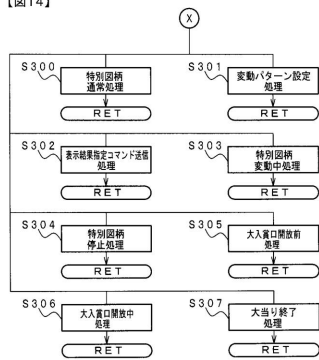 【図14】
X
S300
特別図柄
通常処理
RET
S301
変動パターン設定
処理
RET
S302
表示結果指定コマンド送信
処理
RET
S303
特別図柄
変動中処理
RET
S304
特別図柄
停止処理
RET
S305
大入賞口開放前
処理
RET
S306
大入賞口開放中
処理
RET
S307
大当り終了
処理
RET